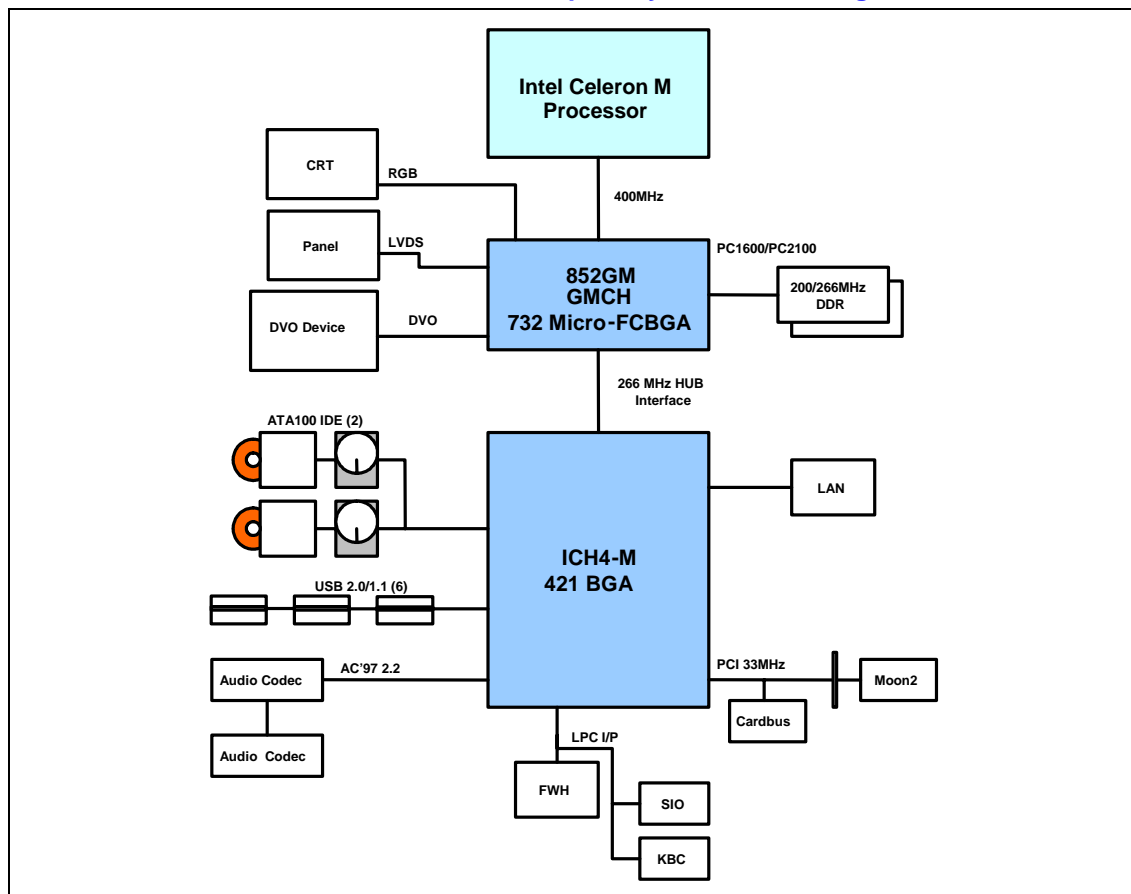 Intel Celeron M
Processor
CRT
RGB
400MHz
Panel
LVDS
PC1600/PC2100
852GM
GMCH
732 Micro-FCBGA
200/266MHz
DDR
DVO Device
DVO
266 MHz HUB
Interface
ATA100 IDE (2)
LAN
ICH4-M
421 BGA
USB 2.0/1.1 (6)
AC'97 2.2
PCI 33MHz
Audio Codec
Moon2
Cardbus
LPC I/P
Audio Codec
FWH
SIO
KBC